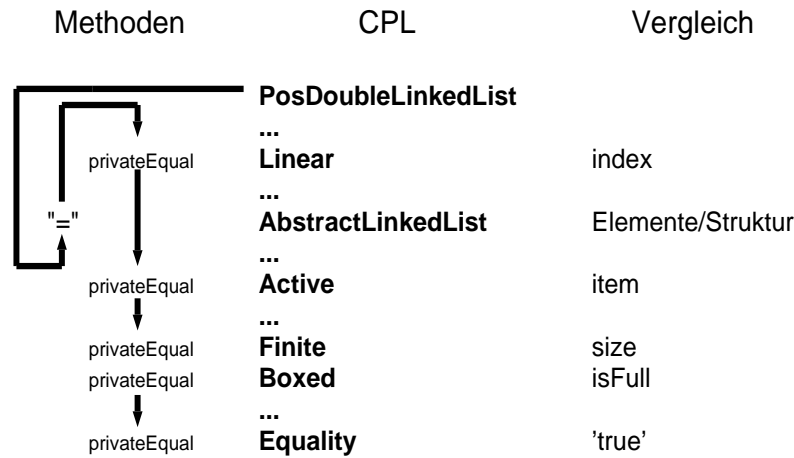 Methoden CPL Vergleich
PosDoubleLinkedList
...
privateEqual Linear index
...
"=" AbstractLinkedList Elemente/Struktur
...
privateEqual Active item
...
privateEqual Finite size
privateEqual Boxed isFull
...
privateEqual Equality 'true'